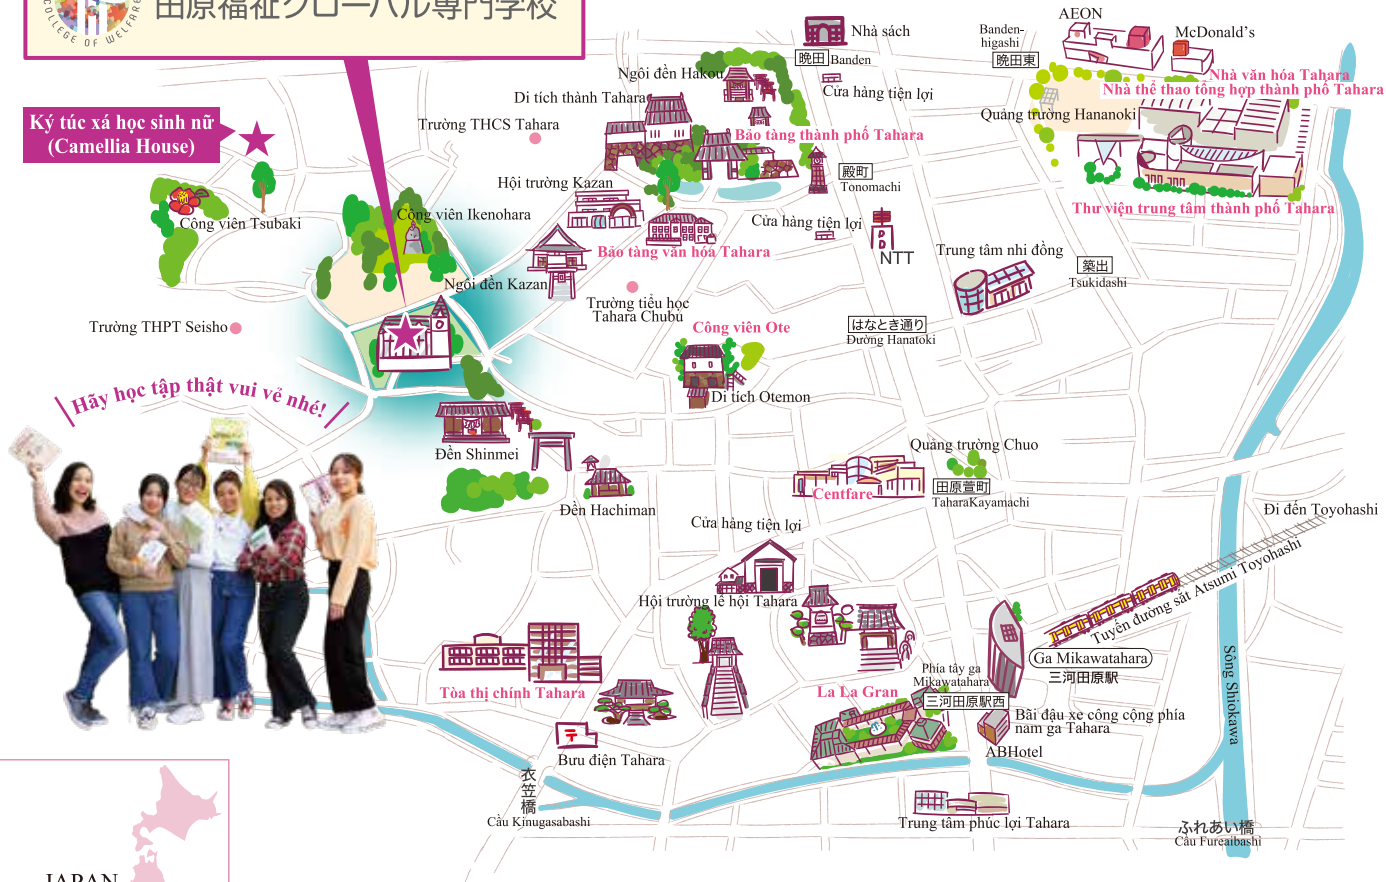 田原福祉グローバル専門学校
COLLEGE OF WELFARE
Ký túc xá học sinh nữ
(Camellia House)
Công viên Tsubaki
Trường THPT Seisho
Hãy học tập thật vui vẻ nhé!
Công viên Ikenohara
Ngôi đền Kazan
Trường THCS Tahara
Di tích thành Tahara
Ngôi đền Hakou
Hội trường Kazan
Bảo tàng văn hóa Tahara
Bảo tàng thành phố Tahara
Trường tiểu học
Tahara Chubu
Nhà sách
晩田
Banden
Cửa hàng tiện lợi
殿町
Tonomachi
Cửa hàng tiện lợi
NTT
Banden-
higashi
晩田東
AEON
McDonald's
Nhà văn hóa Tahara
Nhà thể thao tổng hợp thành phố Tahara
Quảng trường Hananoki
Thư viện trung tâm thành phố Tahara
Trung tâm nhi đồng
築出
Tsukidashi
はなとき通り
Đường Hanatoki
Công viên Ote
Di tích Otemon
Đền Shinmei
Đền Hachiman
Quảng trường Chuo
田原萱町
TaharaKayamachi
Centfare
Cửa hàng tiện lợi
Hội trường lễ hội Tahara
Đi đến Toyohashi
Tuyến đường sắt Atsumi Toyohashi
Ga Mikawatahara
三河田原駅
Phía tây ga
Mikawatahara
三河田原駅西
La La Gran
Bãi đậu xe công cộng phía
nam ga Tahara
ABHotel
Sông Shiokawa
Tòa thị chính Tahara
Bưu điện Tahara
衣笠橋
Cầu Kinugasabashi
Trung tâm phúc lợi Tahara
ふれあい橋
Cầu Fureaibashi
JAPAN